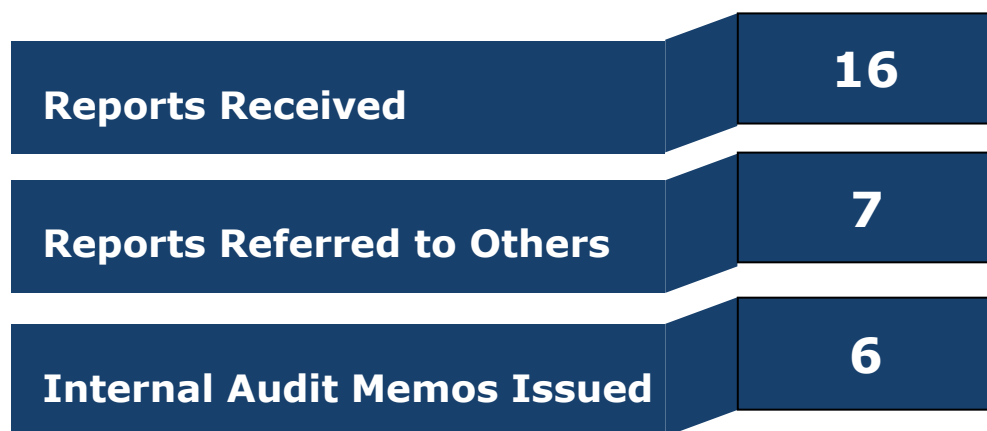 Reports Received 16
Reports Referred to Others 7
Internal Audit Memos Issued 6